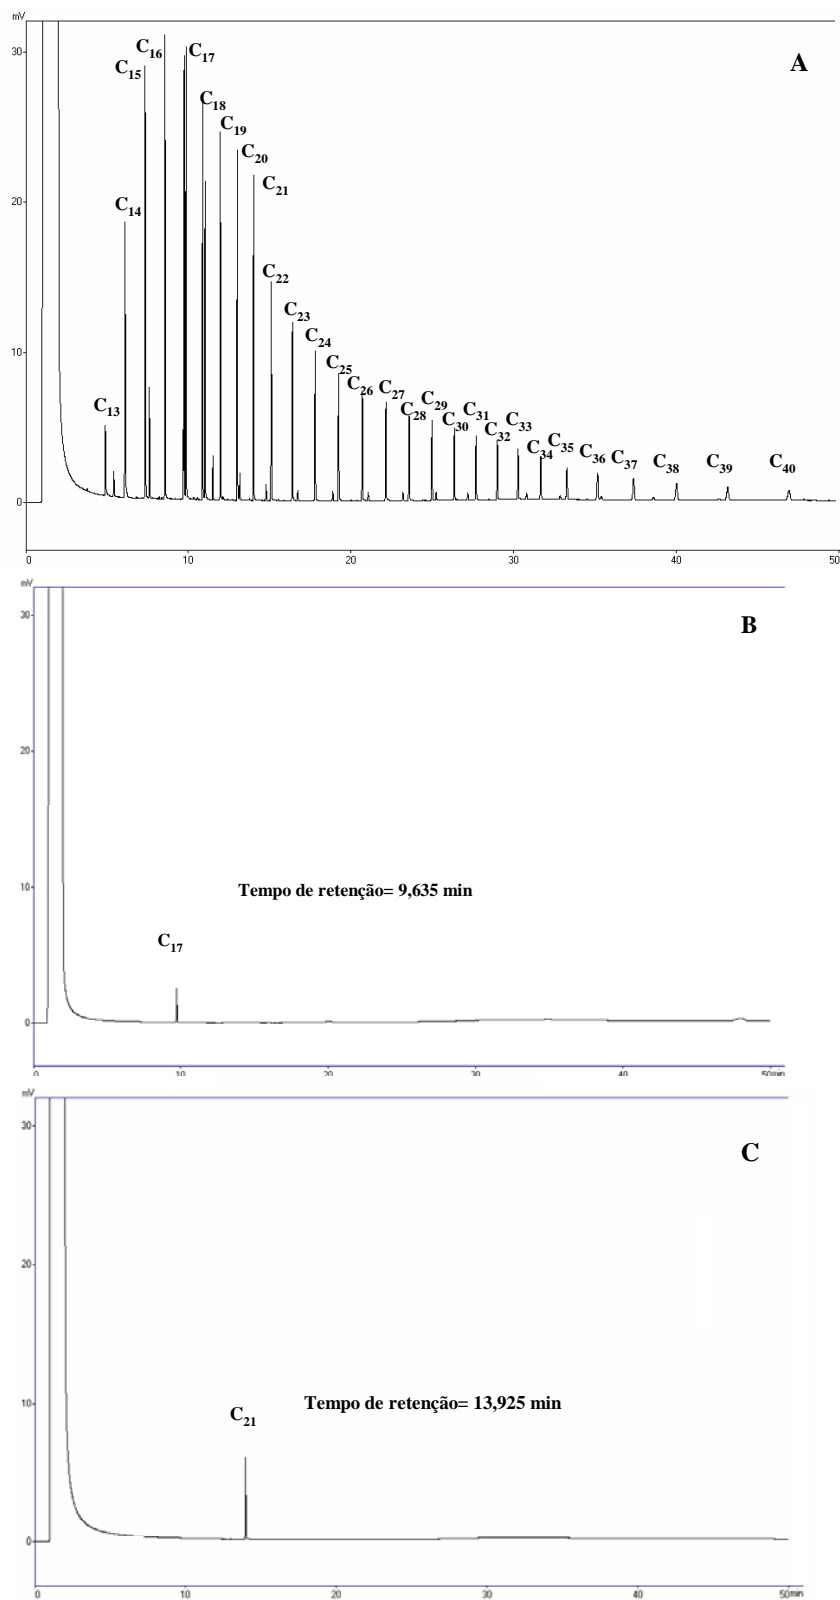 mV
A
30
C16
C17
C15
C18
C19
C20
C21
20
C14
C22
C23
C24
10
C25
C26
C27
C28
C29
C30
C31
C32
C33
C34
C35
C36
C37
C38
C39
C40
C13
0
0 10 20 30 40 50
mV
B
30
20
10
Tempo de retenção= 9,635 min
C17
0
0 10 20 30 40 50min
mV
C
30
20
10
Tempo de retenção= 13,925 min
C21
0
0 10 20 30 40 50min